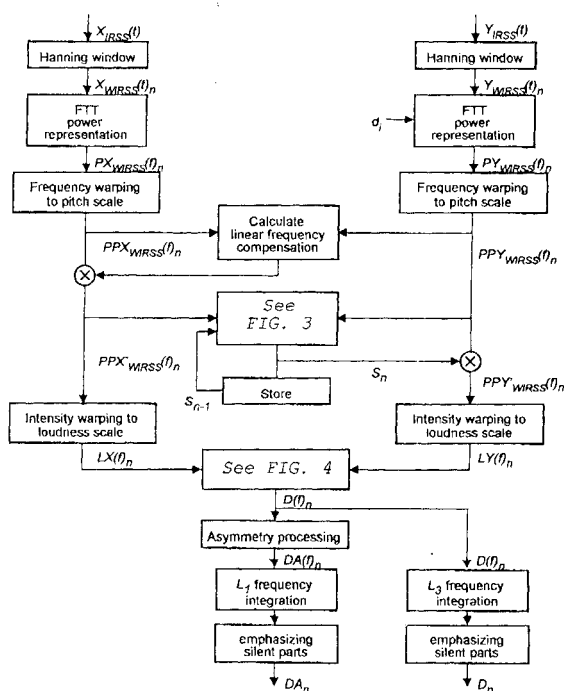 X_IRSS(t)
Y_IRSS(t)
Hanning window
Hanning window
X_WIRSS(t)_n
Y_WIRSS(t)_n
FTT
power
representation
d_i
FTT
power
representation
PX_WIRSS(f)_n
PY_WIRSS(f)_n
Frequency warping
to pitch scale
Frequency warping
to pitch scale
Calculate
linear frequency
compensation
PPX_WIRSS(f)_n
PPY_WIRSS(f)_n
See
FIG. 3
PPX'_WIRSS(f)_n
S_n-1
Store
S_n
PPY'_WIRSS(f)_n
Intensity warping to
loudness scale
Intensity warping to
loudness scale
LX(f)_n
See FIG. 4
LY(f)_n
D(f)_n
Asymmetry processing
DA(f)_n
D(f)_n
L_1 frequency
integration
L_3 frequency
integration
emphasizing
silent parts
emphasizing
silent parts
DA_n
D_n